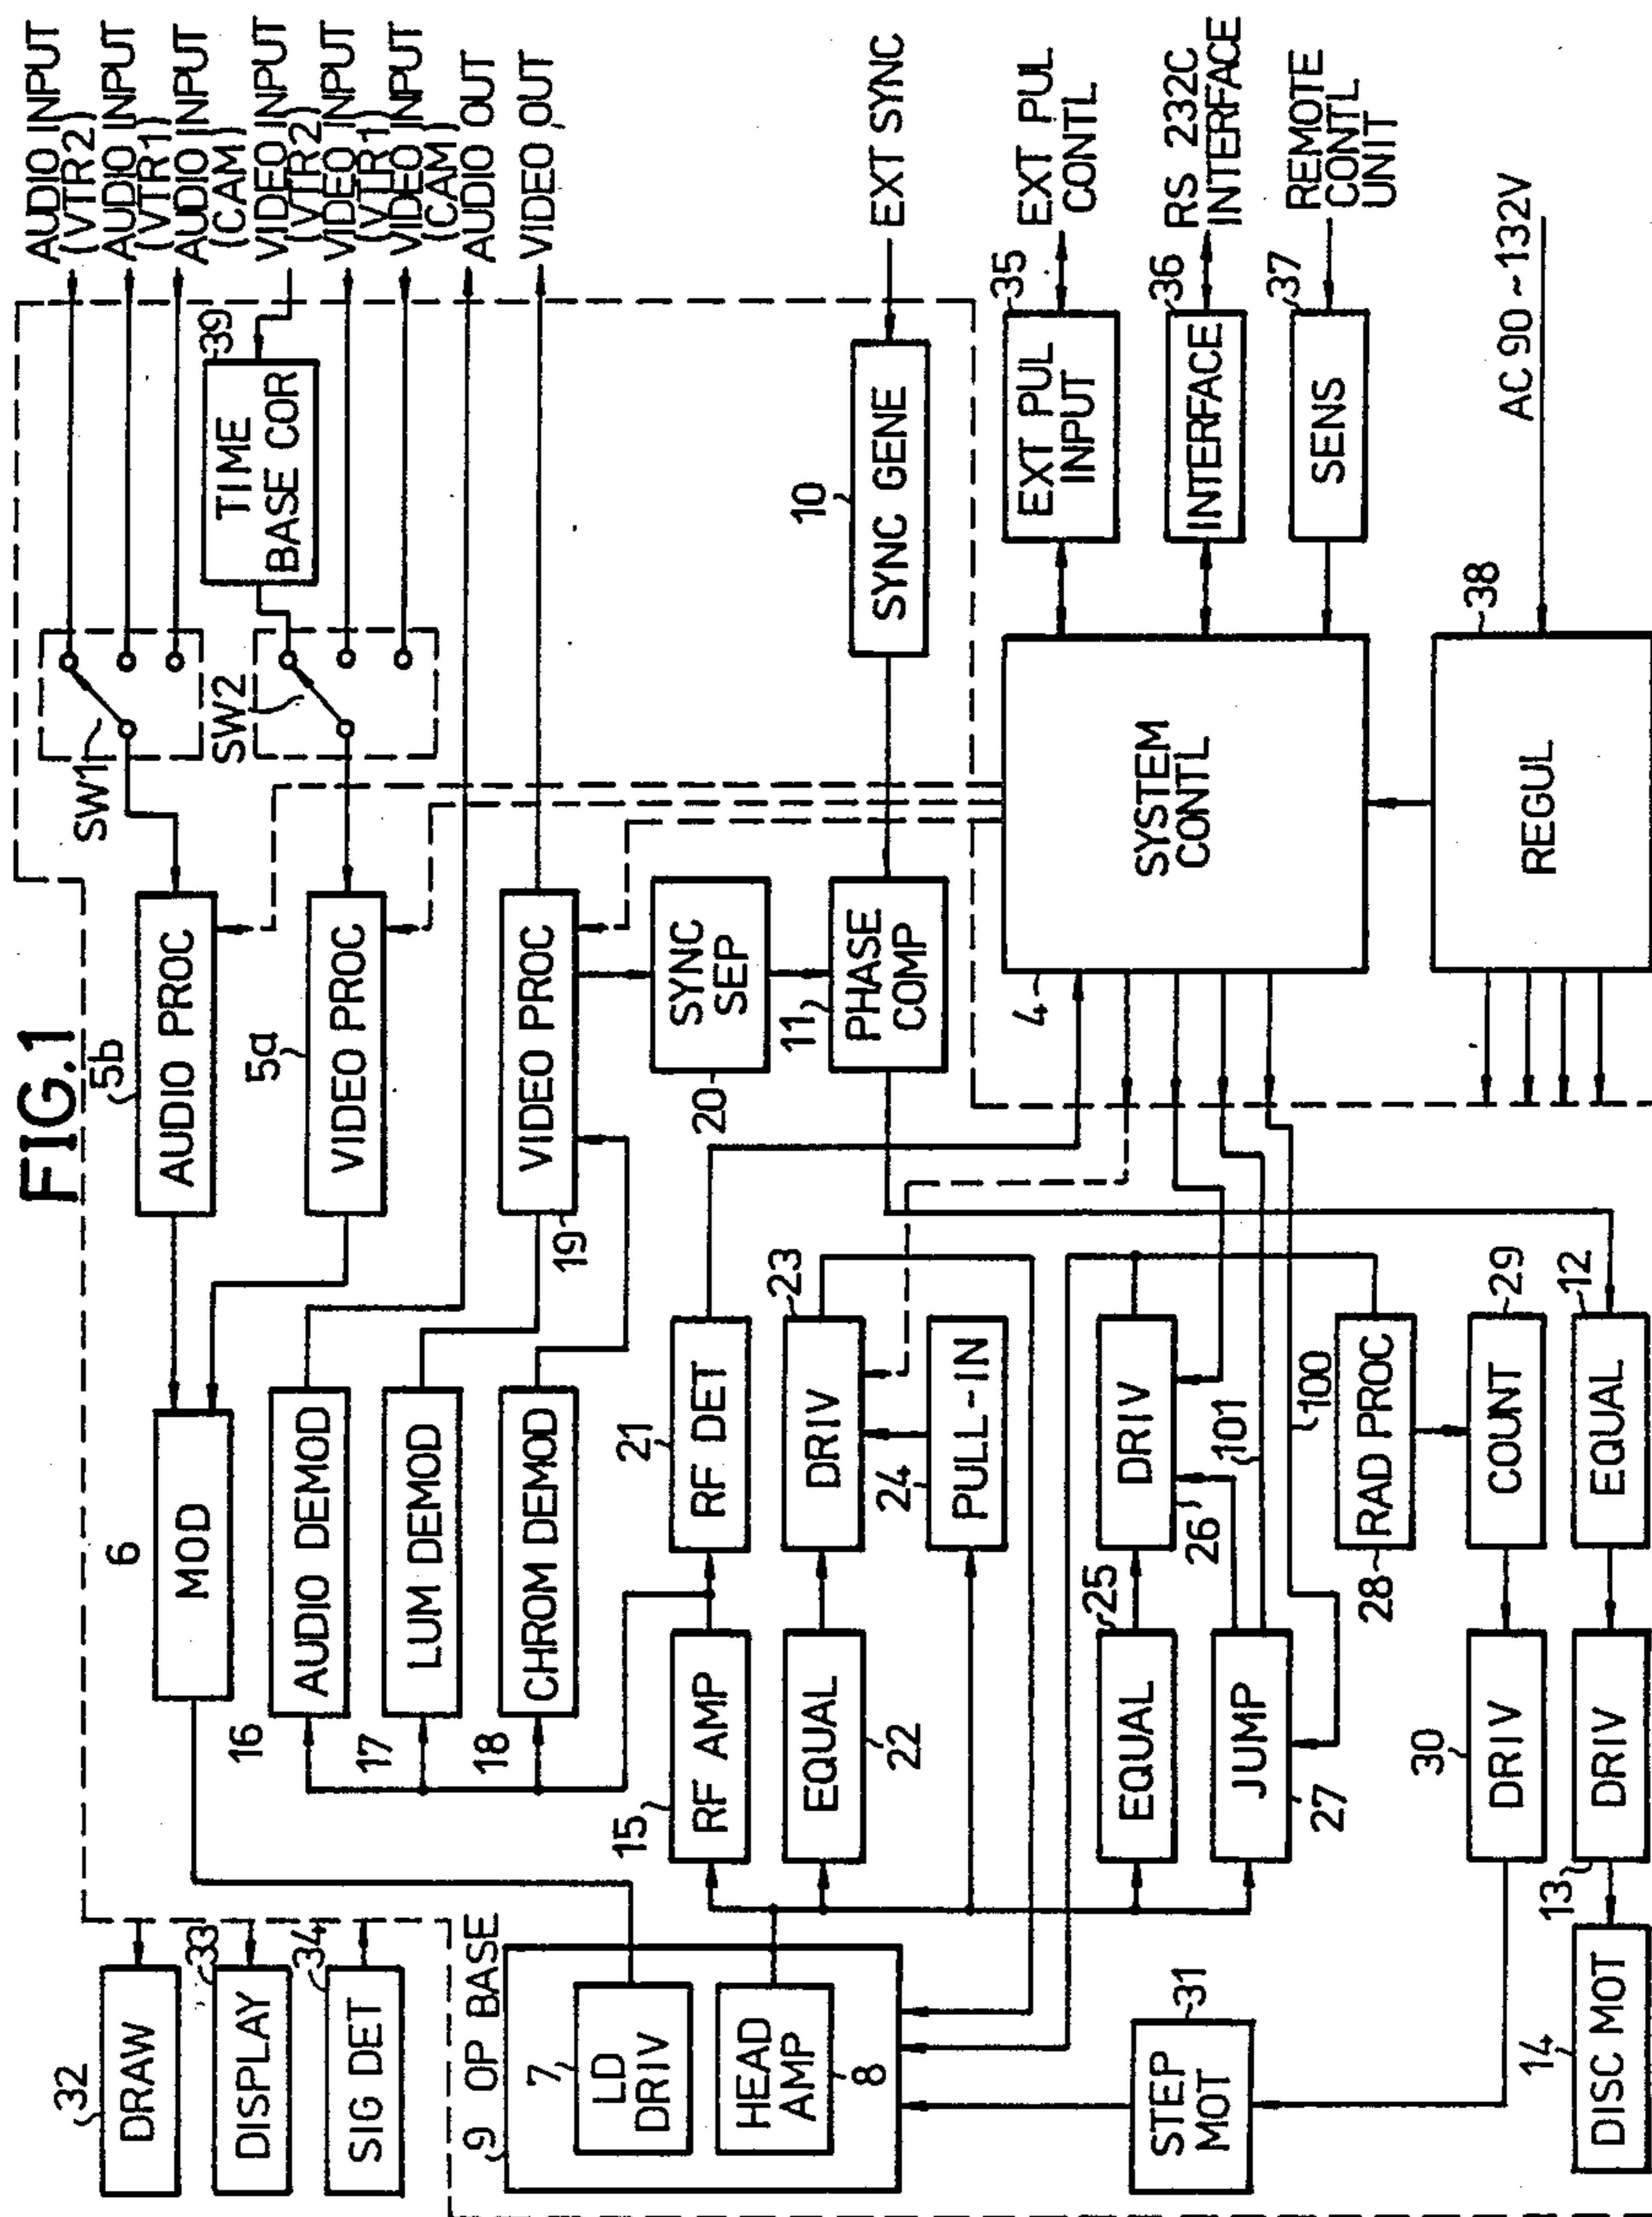 FIG.1
AUDIO INPUT
(VTR2)
AUDIO INPUT
(VTR1)
AUDIO INPUT
(CAM)
VIDEO INPUT
(VTR2)
VIDEO INPUT
(VTR1)
VIDEO INPUT
(CAM)
AUDIO OUT
VIDEO OUT
EXT SYNC
EXT PUL
CONTL
RS 232C
INTERFACE
REMOTE
CONTL
UNIT
AC 90~132V
39
TIME
BASE COR
SW1
SW2
10
SYNC GENE
35
EXT PUL
INPUT
36
INTERFACE
37
SENS
38
REGUL
5b
AUDIO PROC
5a
VIDEO PROC
VIDEO PROC
19
SYNC
SEP
20
11
PHASE
COMP
4
SYSTEM
CONTL
6
MOD
16
AUDIO DEMOD
17
LUM DEMOD
18
CHROM DEMOD
21
RF DET
23
DRIV
24
PULL-IN
15
RF AMP
EQUAL
22
25
EQUAL
26
DRIV
101
100
JUMP
27
28
RAD PROC
29
COUNT
12
EQUAL
30
DRIV
13
DRIV
32
DRAW
33
DISPLAY
34
SIG DET
9 OP BASE
7
LD
DRIV
HEAD
AMP
8
31
STEP
MOT
14
DISC MOT